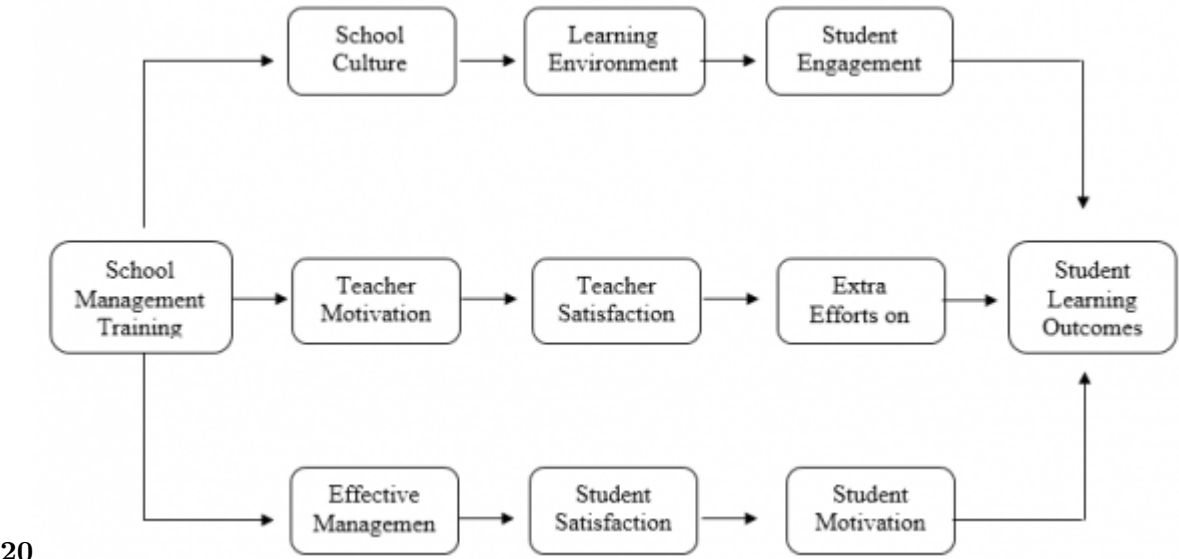 School
Culture
Learning
Environment
Student
Engagement
School
Management
Training
Teacher
Motivation
Teacher
Satisfaction
Extra
Efforts on
Student
Learning
Outcomes
Effective
Managemen
Student
Satisfaction
Student
Motivation
20